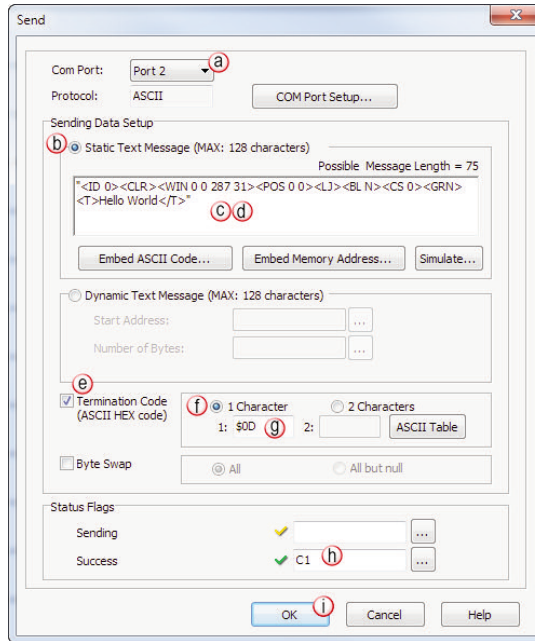 Send
a
Com Port: Port 2
Protocol: ASCII COM Port Setup...
Sending Data Setup
b Static Text Message (MAX: 128 characters)
Possible Message Length = 75
"<ID 0><CLR><WIN 0 0 287 31><POS 0 0><LJ><BL N><CS 0><GRN>
<T>Hello World</T>"
c d
Embed ASCII Code... Embed Memory Address... Simulate...
Dynamic Text Message (MAX: 128 characters)
Start Address: ...
Number of Bytes: ...
e
Termination Code f 1 Character 2 Characters
(ASCII HEX code) 1: $0D g 2: ASCII Table
Byte Swap All All but null
Status Flags
Sending ...
Success C1 h ...
OK i Cancel Help